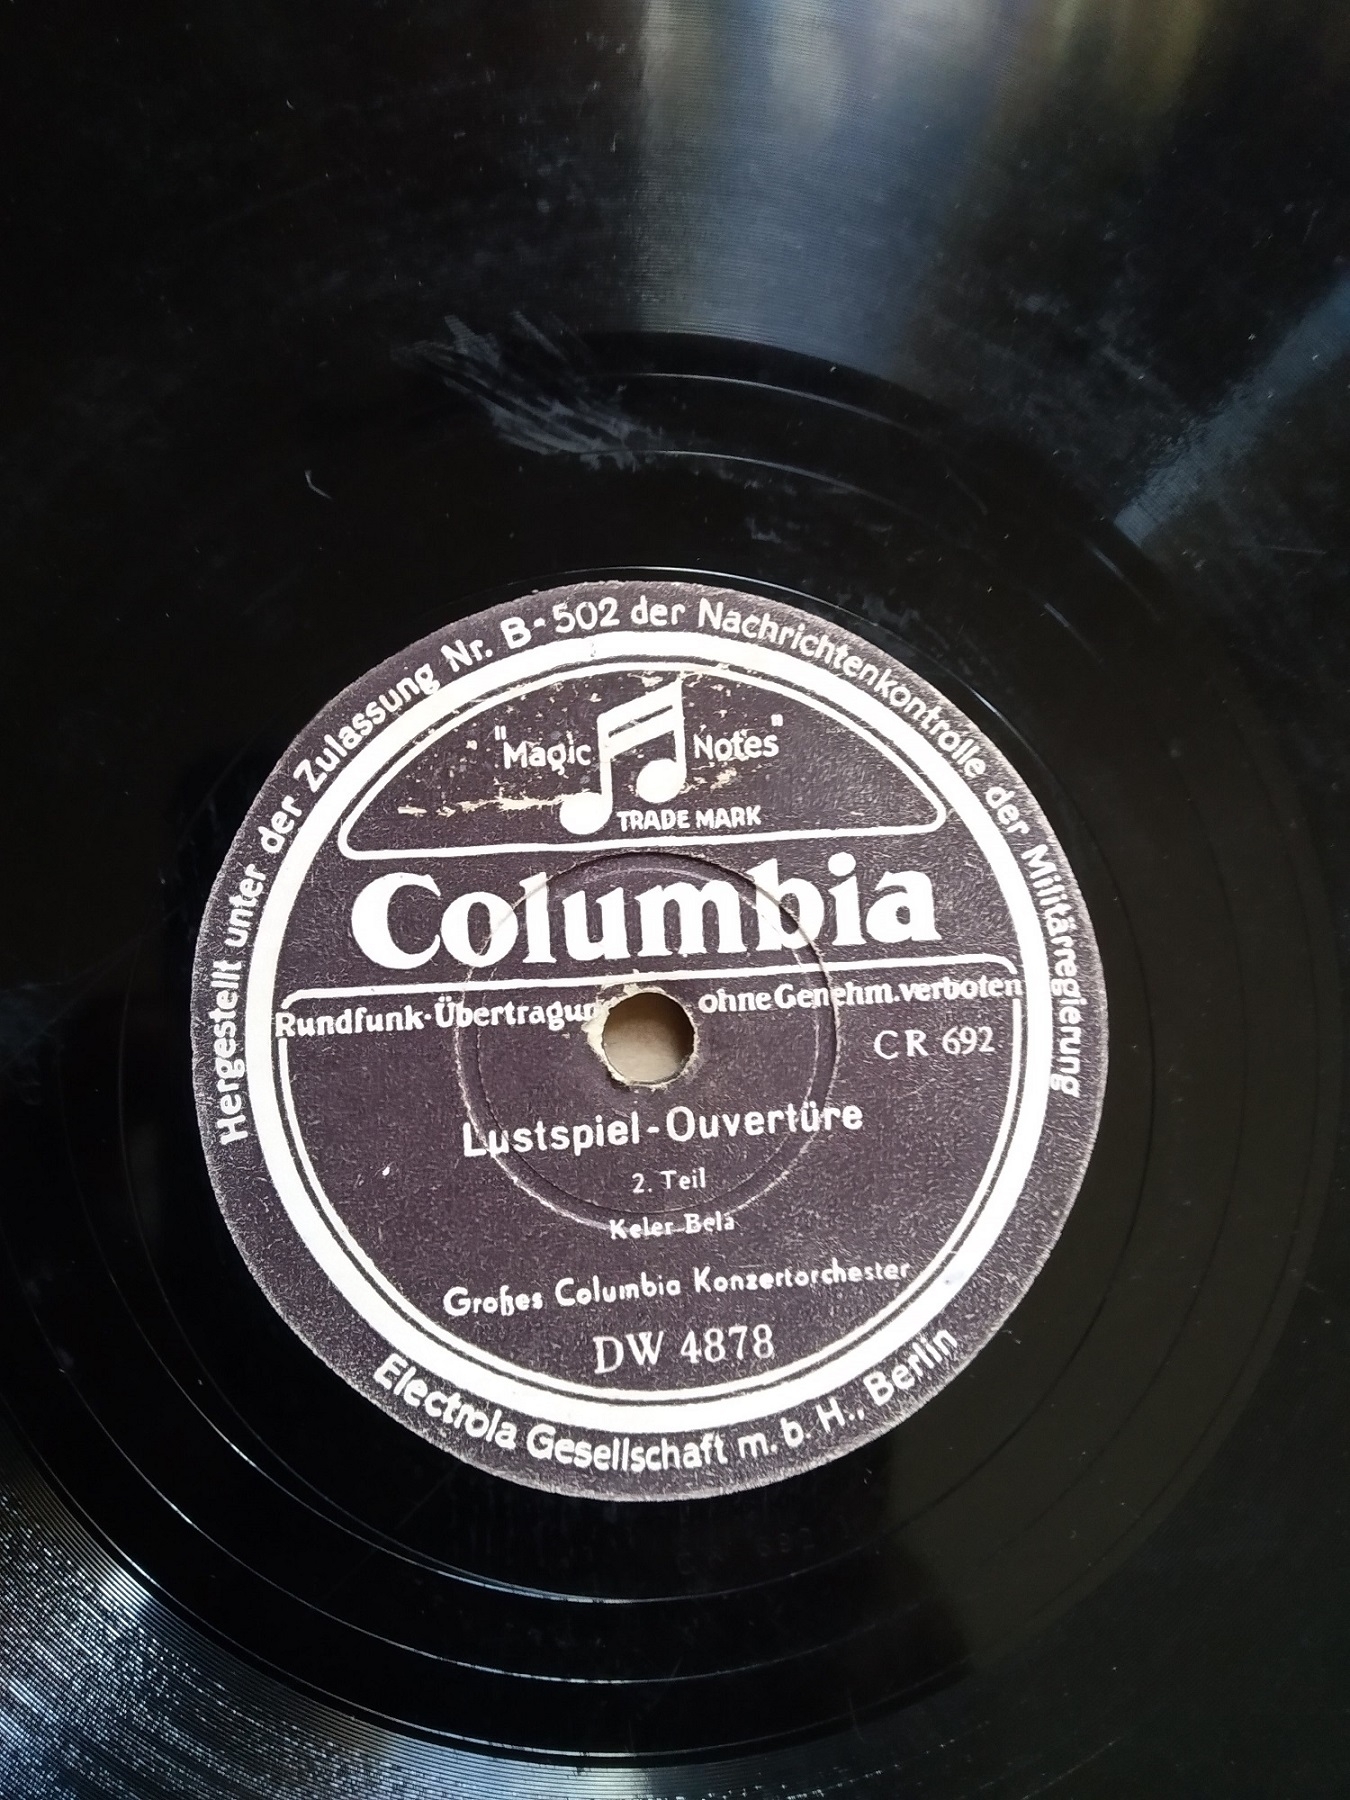 Hergestellt unter der Zulassung Nr. B-502 der Nachrichtenkontrolle der Militärregierung
"Magic Notes"
TRADE MARK
Columbia
Rundfunk-Übertragun ohne Genehm. verboten
CR 692
Lustspiel-Ouvertüre
2. Teil
Keler-Bela
Großes Columbia Konzertorchester
DW 4878
Electrola Gesellschaft m. b. H., Berlin